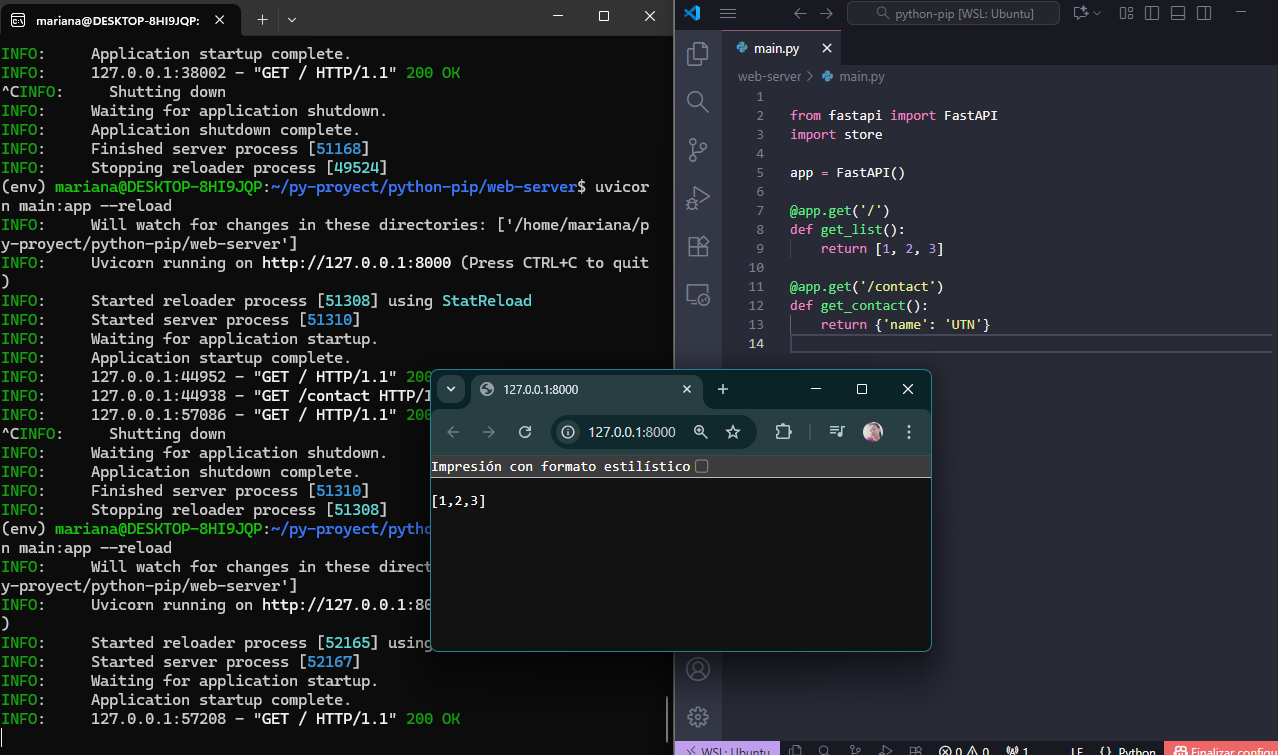 mariana@DESKTOP-8HI9JQP:
INFO:     Application startup complete.
INFO:     127.0.0.1:38002 - "GET / HTTP/1.1" 200 OK
^CINFO:     Shutting down
INFO:     Waiting for application shutdown.
INFO:     Application shutdown complete.
INFO:     Finished server process [51168]
INFO:     Stopping reloader process [49524]
(env) mariana@DESKTOP-8HI9JQP:~/py-proyect/python-pip/web-server$ uvicor
n main:app --reload
INFO:     Will watch for changes in these directories: ['/home/mariana/p
y-proyect/python-pip/web-server']
INFO:     Uvicorn running on http://127.0.0.1:8000 (Press CTRL+C to quit
)
INFO:     Started reloader process [51308] using StatReload
INFO:     Started server process [51310]
INFO:     Waiting for application startup.
INFO:     Application startup complete.
INFO:     127.0.0.1:44952 - "GET / HTTP/1.1" 200
INFO:     127.0.0.1:44938 - "GET /contact HTTP/1
INFO:     127.0.0.1:57086 - "GET / HTTP/1.1" 200
^CINFO:     Shutting down
INFO:     Waiting for application shutdown.
INFO:     Application shutdown complete.
INFO:     Finished server process [51310]
INFO:     Stopping reloader process [51308]
(env) mariana@DESKTOP-8HI9JQP:~/py-proyect/pytho
n main:app --reload
INFO:     Will watch for changes in these direct
y-proyect/python-pip/web-server']
INFO:     Uvicorn running on http://127.0.0.1:80
)
INFO:     Started reloader process [52165] using
INFO:     Started server process [52167]
INFO:     Waiting for application startup.
INFO:     Application startup complete.
INFO:     127.0.0.1:57208 - "GET / HTTP/1.1" 200 OK
python-pip [WSL: Ubuntu]
main.py
web-server > main.py
1
2 from fastapi import FastAPI
3 import store
4
5 app = FastAPI()
6
7 @app.get('/')
8 def get_list():
9     return [1, 2, 3]
10
11 @app.get('/contact')
12 def get_contact():
13     return {'name': 'UTN'}
14
127.0.0.1:8000
127.0.0.1:8000
Impresión con formato estilístico
[1,2,3]
WSL: Ubuntu
0 0 1 LF {} Python Finalizar configu